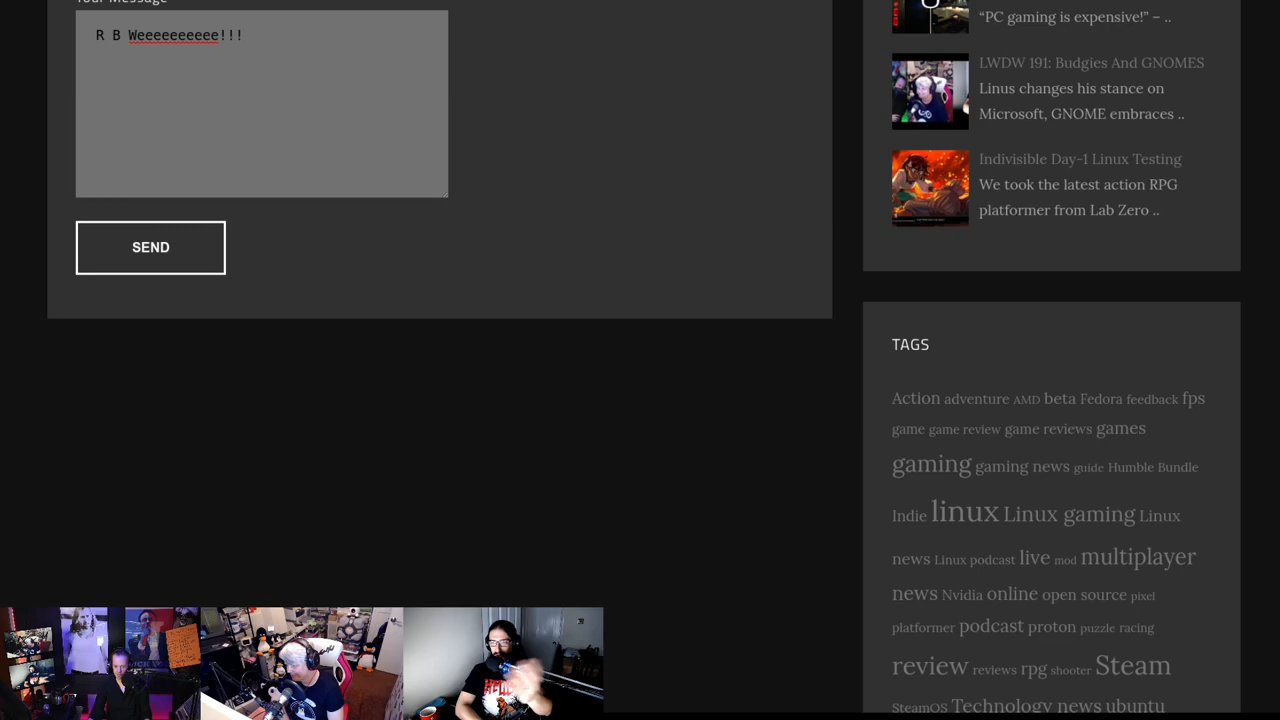 Your Message
R B Weeeeeeeeee!!!
SEND
“PC gaming is expensive!” – ..
LWDW 191: Budgies And GNOMES
Linus changes his stance on
Microsoft, GNOME embraces ..
Indivisible Day-1 Linux Testing
We took the latest action RPG
platformer from Lab Zero ..
TAGS
Action adventure AMD beta Fedora feedback fps
game game review game reviews games
gaming gaming news guide Humble Bundle
Indie linux Linux gaming Linux
news Linux podcast live mod multiplayer
news Nvidia online open source pixel
platformer podcast proton puzzle racing
review reviews rpg shooter Steam
SteamOS Technology news ubuntu